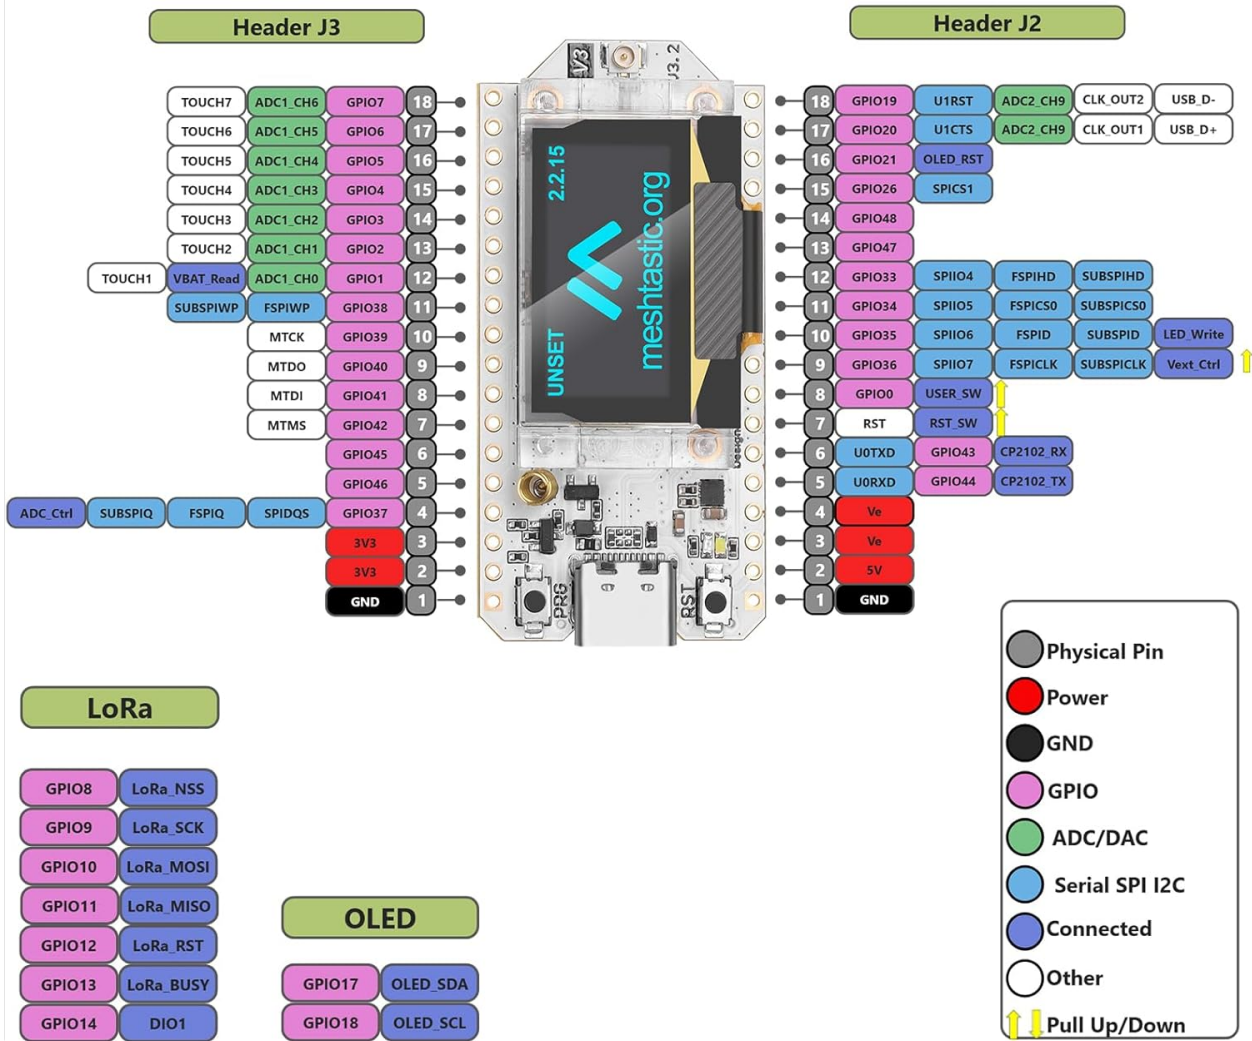 Header J3
TOUCH7 ADC1_CH6 GPIO7 18
TOUCH6 ADC1_CH5 GPIO6 17
TOUCH5 ADC1_CH4 GPIO5 16
TOUCH4 ADC1_CH3 GPIO4 15
TOUCH3 ADC1_CH2 GPIO3 14
TOUCH2 ADC1_CH1 GPIO2 13
TOUCH1 VBAT_Read ADC1_CH0 GPIO1 12
SUBSPIWP FSPIWP GPIO38 11
MTCK GPIO39 10
MTDO GPIO40 9
MTDI GPIO41 8
MTMS GPIO42 7
GPIO45 6
GPIO46 5
ADC_Ctrl SUBSPIQ FSPIQ SPIDQS GPIO37 4
3V3 3
3V3 2
GND 1
V3
J3.2
2.2.15
meshtastic.org
UNSET
PRG
RST
Header J2
18 GPIO19 U1RST ADC2_CH9 CLK_OUT2 USB_D-
17 GPIO20 U1CTS ADC2_CH9 CLK_OUT1 USB_D+
16 GPIO21 OLED_RST
15 GPIO26 SPICS1
14 GPIO48
13 GPIO47
12 GPIO33 SPIIO4 FSPIHD SUBSPIHD
11 GPIO34 SPIIO5 FSPICS0 SUBSPICS0
10 GPIO35 SPIIO6 FSPID SUBSPID LED_Write
9 GPIO36 SPIIO7 FSPICLK SUBSPICLK Vext_Ctrl
8 GPIO0 USER_SW
7 RST RST_SW
6 U0TXD GPIO43 CP2102_RX
5 U0RXD GPIO44 CP2102_TX
4 Ve
3 Ve
2 5V
1 GND
Physical Pin
Power
GND
GPIO
ADC/DAC
Serial SPI I2C
Connected
Other
Pull Up/Down
LoRa
GPIO8 LoRa_NSS
GPIO9 LoRa_SCK
GPIO10 LoRa_MOSI
GPIO11 LoRa_MISO
GPIO12 LoRa_RST
GPIO13 LoRa_BUSY
GPIO14 DIO1
OLED
GPIO17 OLED_SDA
GPIO18 OLED_SCL